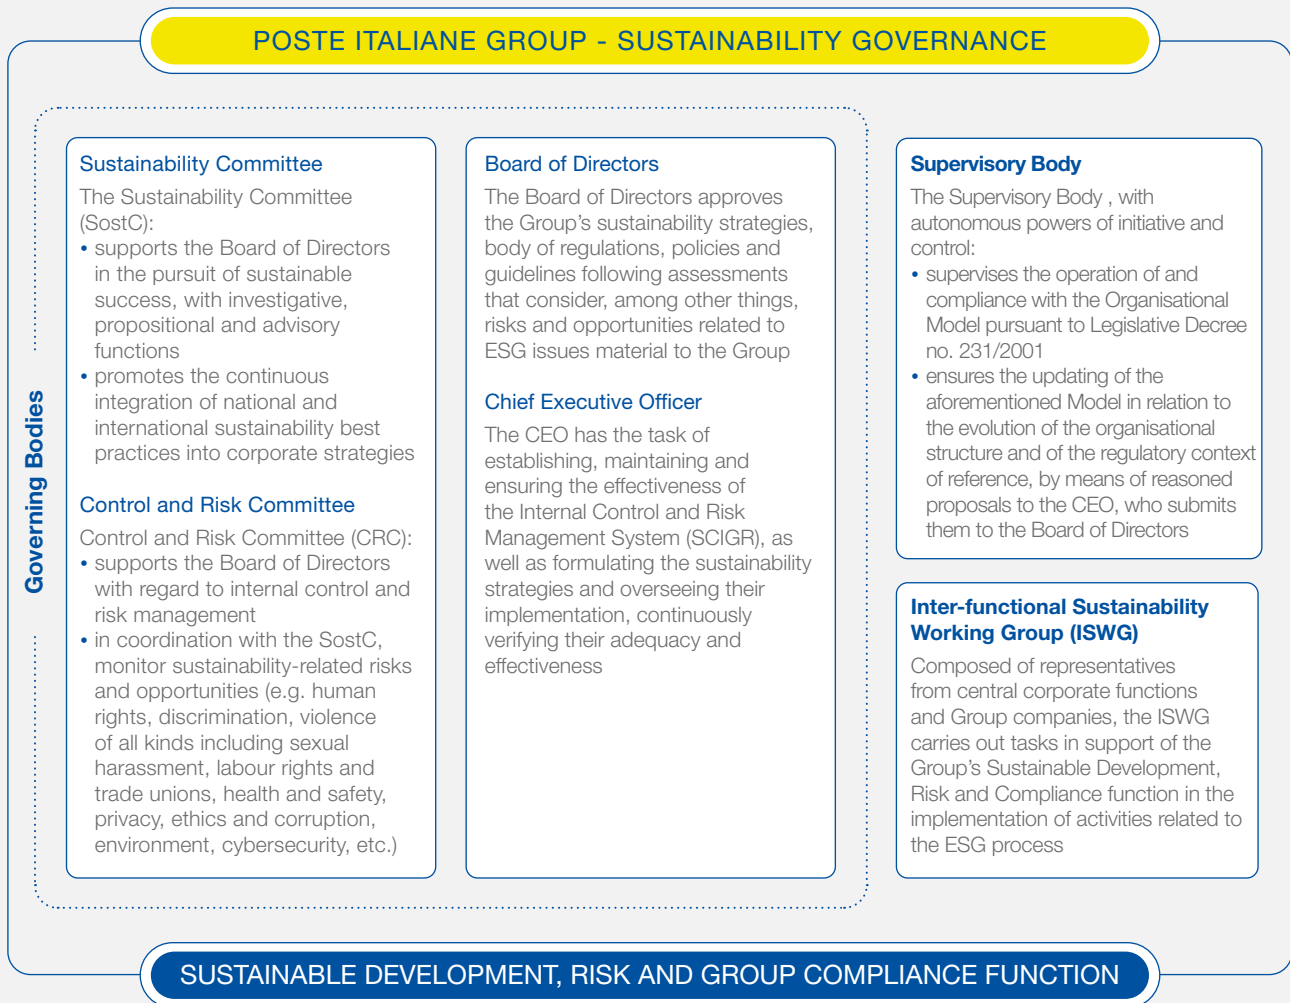 POSTE ITALIANE GROUP - SUSTAINABILITY GOVERNANCE
Governing Bodies
Sustainability Committee
The Sustainability Committee
(SostC):
• supports the Board of Directors
in the pursuit of sustainable
success, with investigative,
propositional and advisory
functions
• promotes the continuous
integration of national and
international sustainability best
practices into corporate strategies
Control and Risk Committee
Control and Risk Committee (CRC):
• supports the Board of Directors
with regard to internal control and
risk management
• in coordination with the SostC,
monitor sustainability-related risks
and opportunities (e.g. human
rights, discrimination, violence
of all kinds including sexual
harassment, labour rights and
trade unions, health and safety,
privacy, ethics and corruption,
environment, cybersecurity, etc.)
Board of Directors
The Board of Directors approves
the Group's sustainability strategies,
body of regulations, policies and
guidelines following assessments
that consider, among other things,
risks and opportunities related to
ESG issues material to the Group
Chief Executive Officer
The CEO has the task of
establishing, maintaining and
ensuring the effectiveness of
the Internal Control and Risk
Management System (SCIGR), as
well as formulating the sustainability
strategies and overseeing their
implementation, continuously
verifying their adequacy and
effectiveness
Supervisory Body
The Supervisory Body , with
autonomous powers of initiative and
control:
• supervises the operation of and
compliance with the Organisational
Model pursuant to Legislative Decree
no. 231/2001
• ensures the updating of the
aforementioned Model in relation to
the evolution of the organisational
structure and of the regulatory context
of reference, by means of reasoned
proposals to the CEO, who submits
them to the Board of Directors
Inter-functional Sustainability
Working Group (ISWG)
Composed of representatives
from central corporate functions
and Group companies, the ISWG
carries out tasks in support of the
Group's Sustainable Development,
Risk and Compliance function in the
implementation of activities related to
the ESG process
SUSTAINABLE DEVELOPMENT, RISK AND GROUP COMPLIANCE FUNCTION